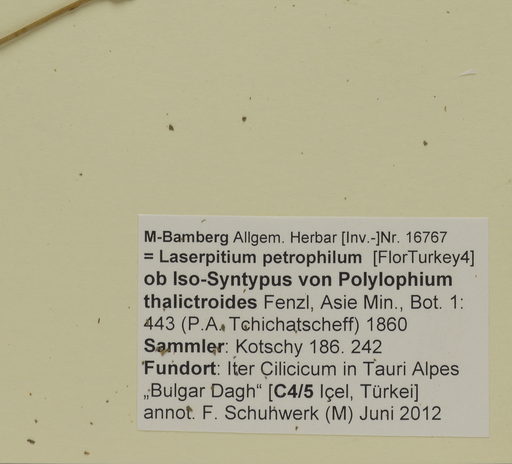 M-Bamberg Allgem. Herbar [Inv.-]Nr. 16767
= Laserpitium petrophilum [FlorTurkey4]
ob Iso-Syntypus von Polylophium
thalictroides Fenzl, Asie Min., Bot. 1:
443 (P.A. Tchichatscheff) 1860
Sammler: Kotschy 186. 242
Fundort: Iter Cilicicum in Tauri Alpes
„Bulgar Dagh“ [C4/5 Içel, Türkei]
annot. F. Schuhwerk (M) Juni 2012